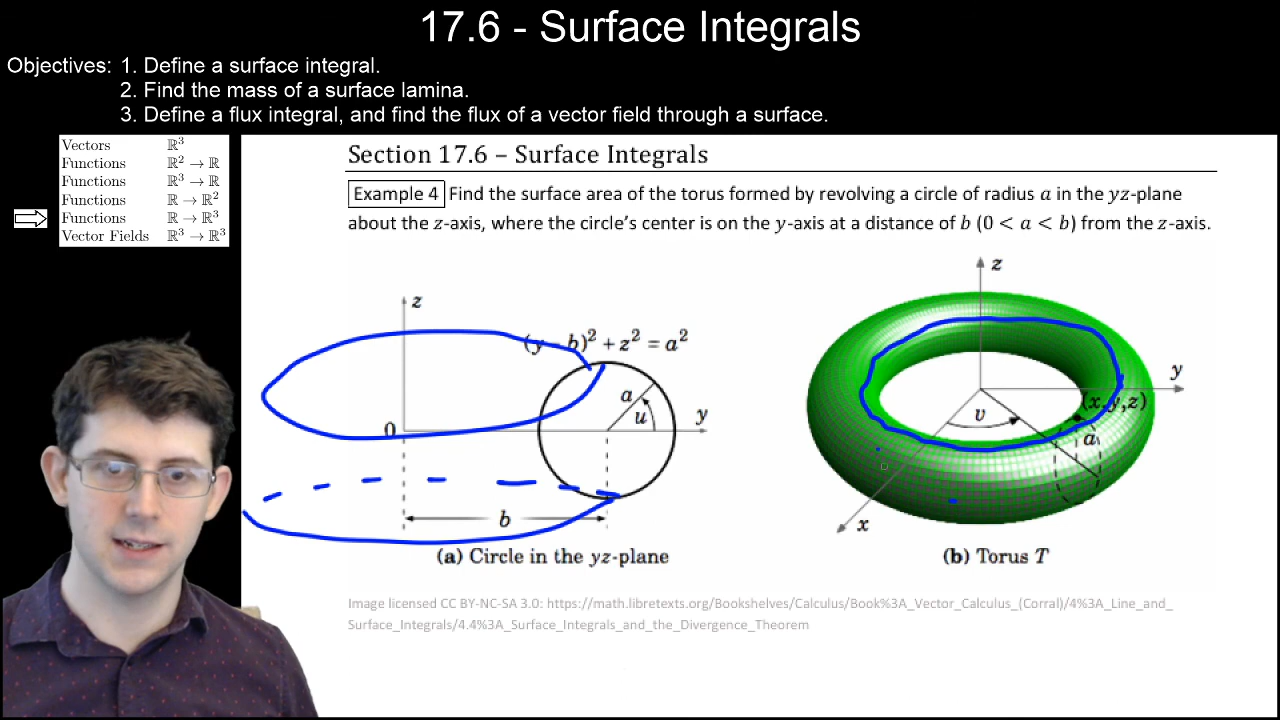 17.6 - Surface Integrals
Objectives: 1. Define a surface integral.
2. Find the mass of a surface lamina.
3. Define a flux integral, and find the flux of a vector field through a surface.
Vectors ℝ³
Functions ℝ² → ℝ
Functions ℝ³ → ℝ
Functions ℝ → ℝ²
Functions ℝ → ℝ³
Vector Fields ℝ³ → ℝ³
Section 17.6 – Surface Integrals
Example 4 Find the surface area of the torus formed by revolving a circle of radius a in the yz-plane
about the z-axis, where the circle's center is on the y-axis at a distance of b (0 < a < b) from the z-axis.
z
(y − b)² + z² = a²
a
u
y
0
b
(a) Circle in the yz-plane
z
y
(x,y,z)
v
a
x
(b) Torus T
Image licensed CC BY-NC-SA 3.0: https://math.libretexts.org/Bookshelves/Calculus/Book%3A_Vector_Calculus_(Corral)/4%3A_Line_and_
Surface_Integrals/4.4%3A_Surface_Integrals_and_the_Divergence_Theorem